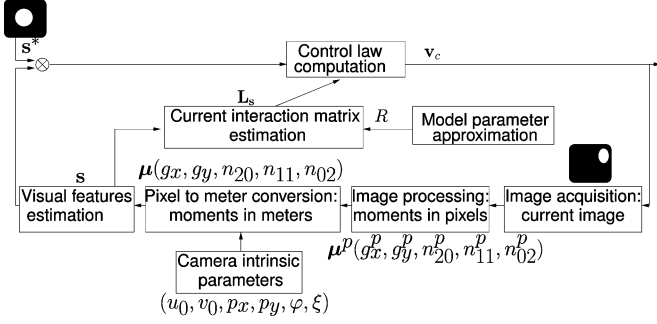 s*
Control law
computation
v_c
L_s
Current interaction matrix
estimation
R
Model parameter
approximation
μ(g_x, g_y, n_20, n_11, n_02)
s
Visual features
estimation
Pixel to meter conversion:
moments in meters
Image processing:
moments in pixels
Image acquisition:
current image
μ^p(g_x^p, g_y^p, n_20^p, n_11^p, n_02^p)
Camera intrinsic
parameters
(u_0, v_0, p_x, p_y, φ, ξ)